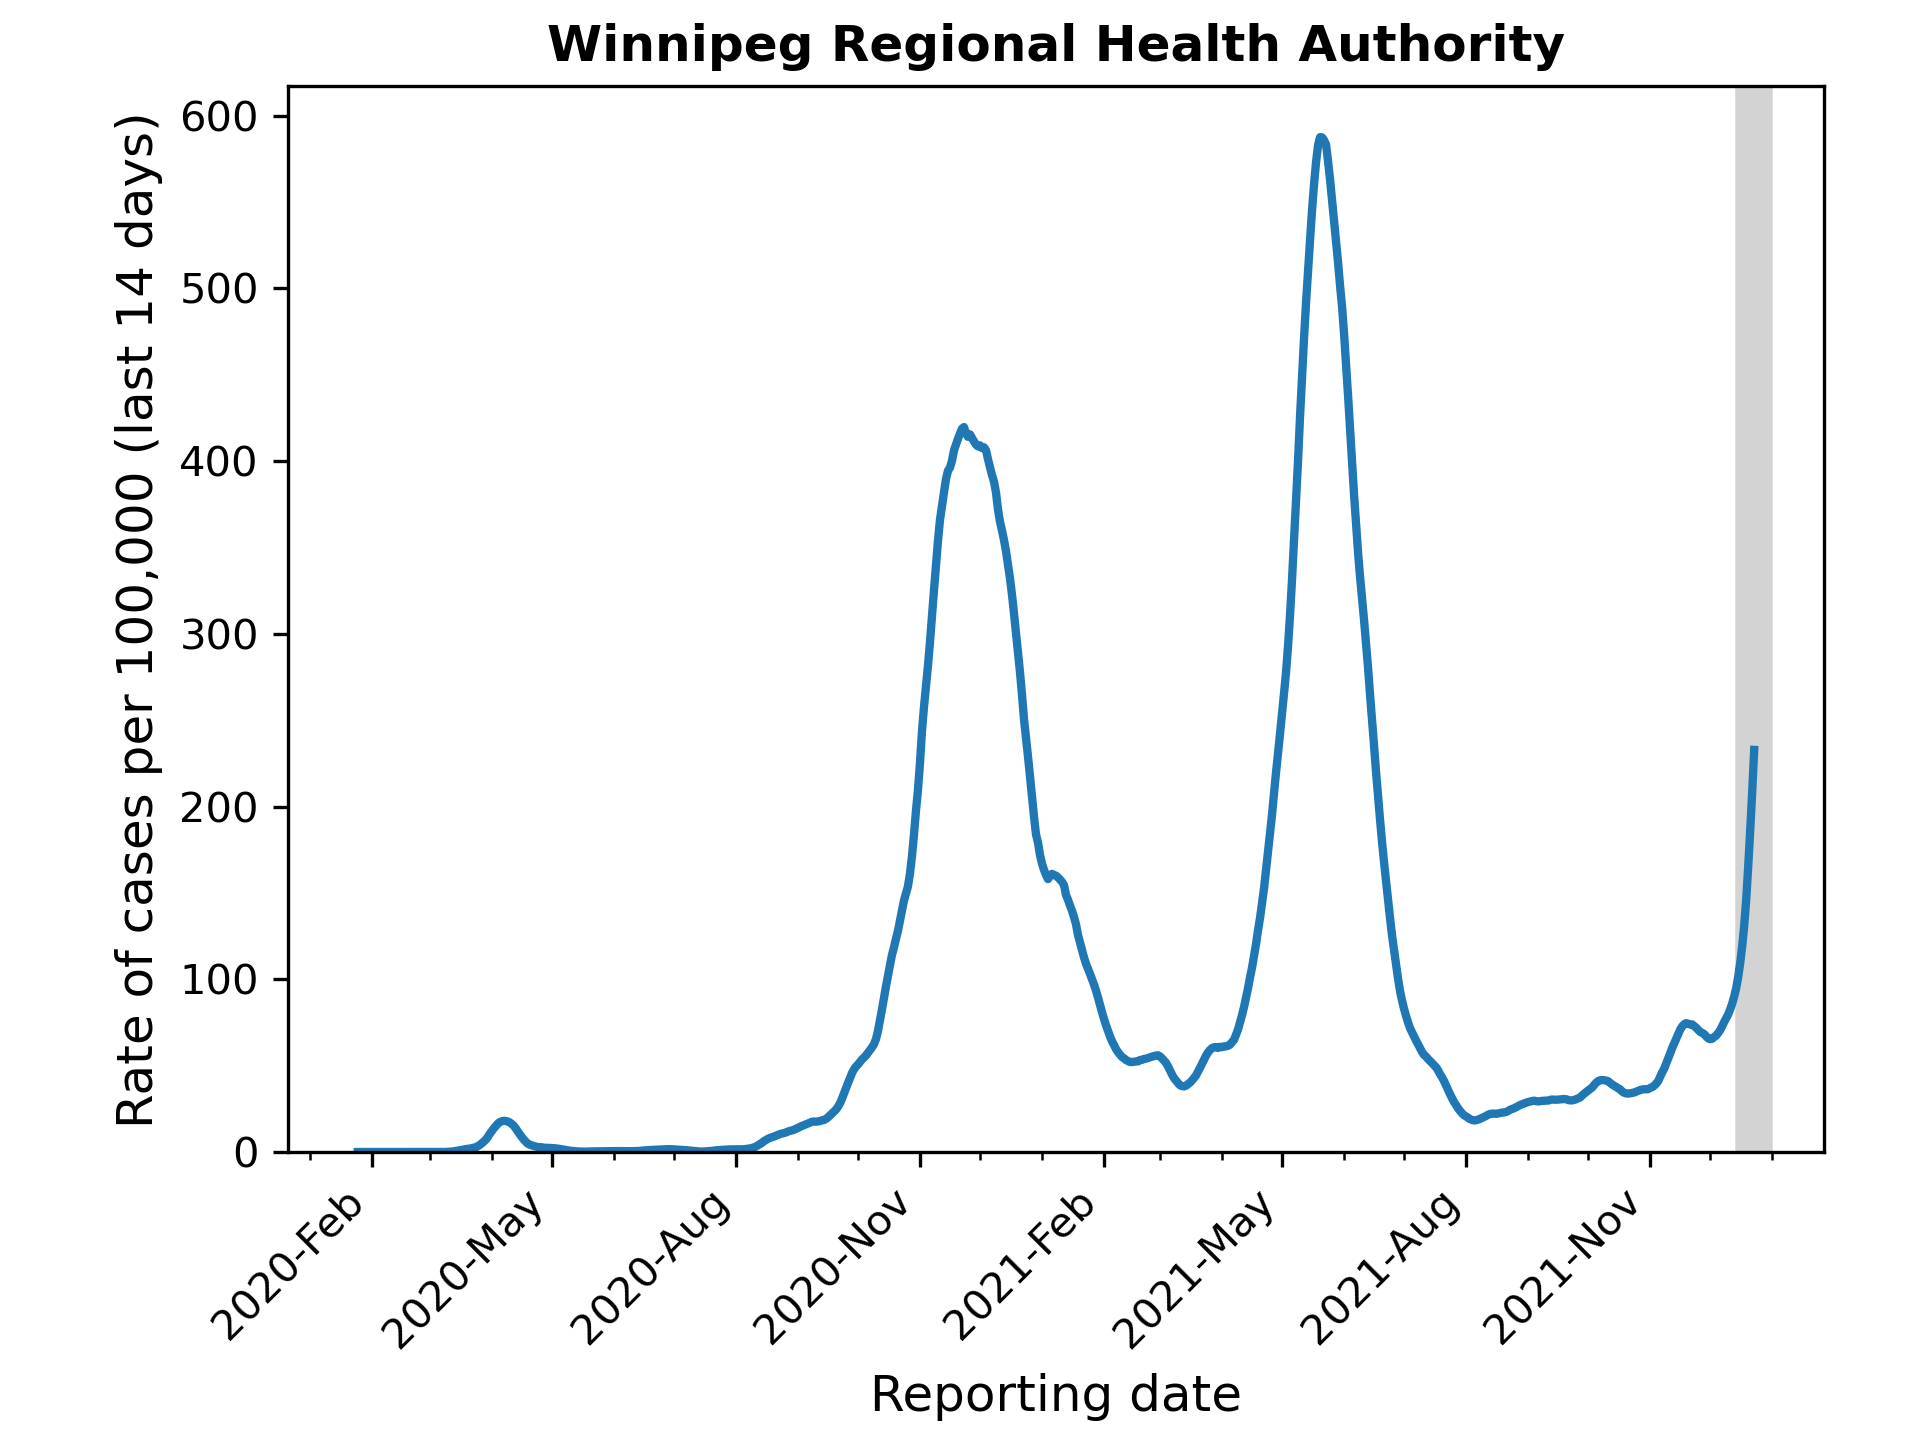 Winnipeg Regional Health Authority
Rate of cases per 100,000 (last 14 days)
600
500
400
300
200
100
0
2020-Feb
2020-May
2020-Aug
2020-Nov
2021-Feb
2021-May
2021-Aug
2021-Nov
Reporting date